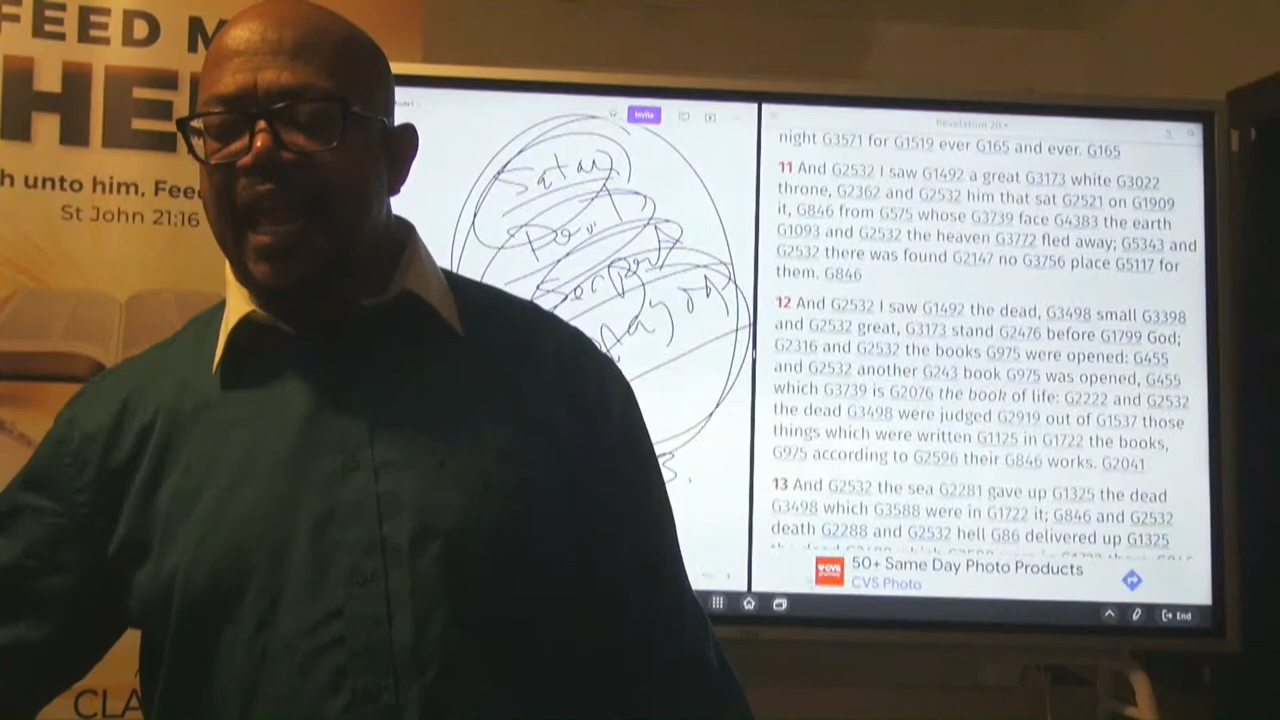 FEED M
HE
h unto him, Fee
St John 21:16
CLA
Invite
Satan
Revelation 20
night G3571 for G1519 ever G165 and ever. G165
11 And G2532 I saw G1492 a great G3173 white G3022
throne, G2362 and G2532 him that sat G2521 on G1909
it, G846 from G575 whose G3739 face G4383 the earth
G1093 and G2532 the heaven G3772 fled away; G5343 and
G2532 there was found G2147 no G3756 place G5117 for
them. G846
12 And G2532 I saw G1492 the dead, G3498 small G3398
and G2532 great, G3173 stand G2476 before G1799 God;
G2316 and G2532 the books G975 were opened: G455
and G2532 another G243 book G975 was opened, G455
which G3739 is G2076 the book of life: G2222 and G2532
the dead G3498 were judged G2919 out of G1537 those
things which were written G1125 in G1722 the books,
G975 according to G2596 their G846 works. G2041
13 And G2532 the sea G2281 gave up G1325 the dead
G3498 which G3588 were in G1722 it; G846 and G2532
death G2288 and G2532 hell G86 delivered up G1325
CVS pharmacy
50+ Same Day Photo Products
CVS Photo
End